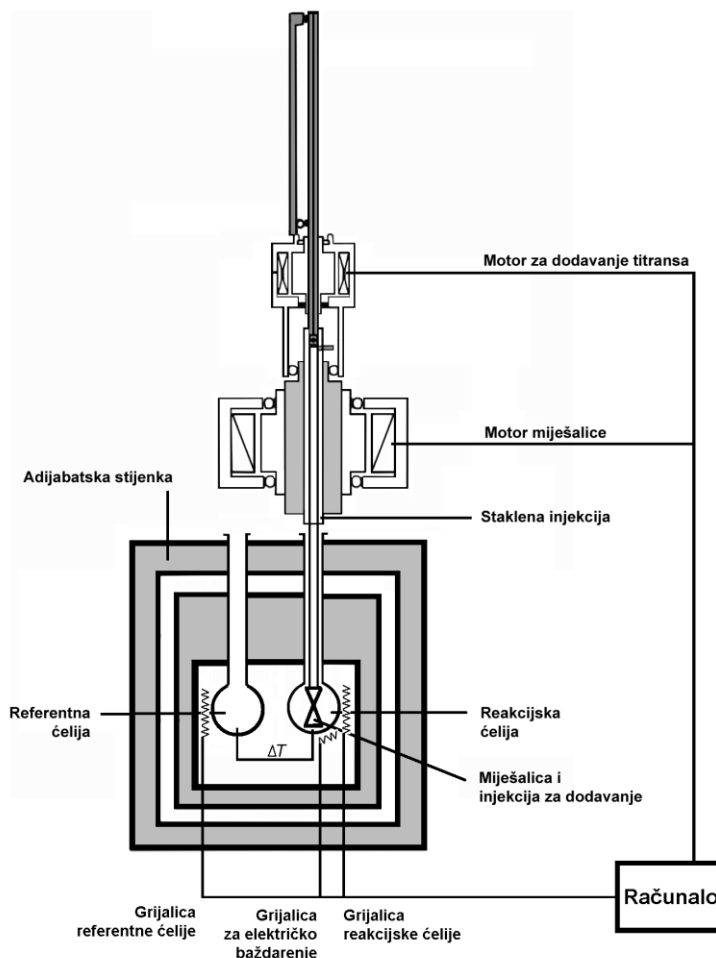 Motor za dodavanje titransa
Motor miješalice
Adijabatska stijenka
Staklena injekcija
Referentna
ćelija
Reakcijska
ćelija
ΔT
Miješalica i
injekcija za dodavanje
Računalo
Grijalica
referentne ćelije
Grijalica
za električko
baždarenje
Grijalica
reakcijske ćelije